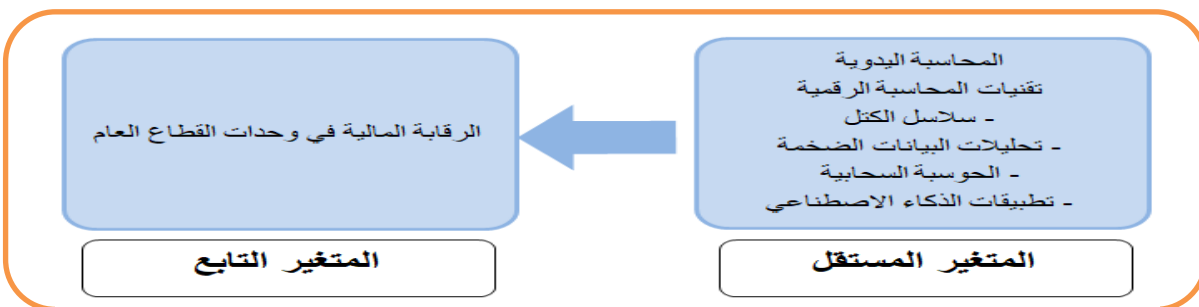 المحاسبة اليدوية
تقنيات المحاسبة الرقمية
- سلاسل الكتل
- تحليلات البيانات الضخمة
- الحوسبة السحابية
- تطبيقات الذكاء الاصطناعي
المتغير المستقل
الرقابة المالية في وحدات القطاع العام
المتغير التابع